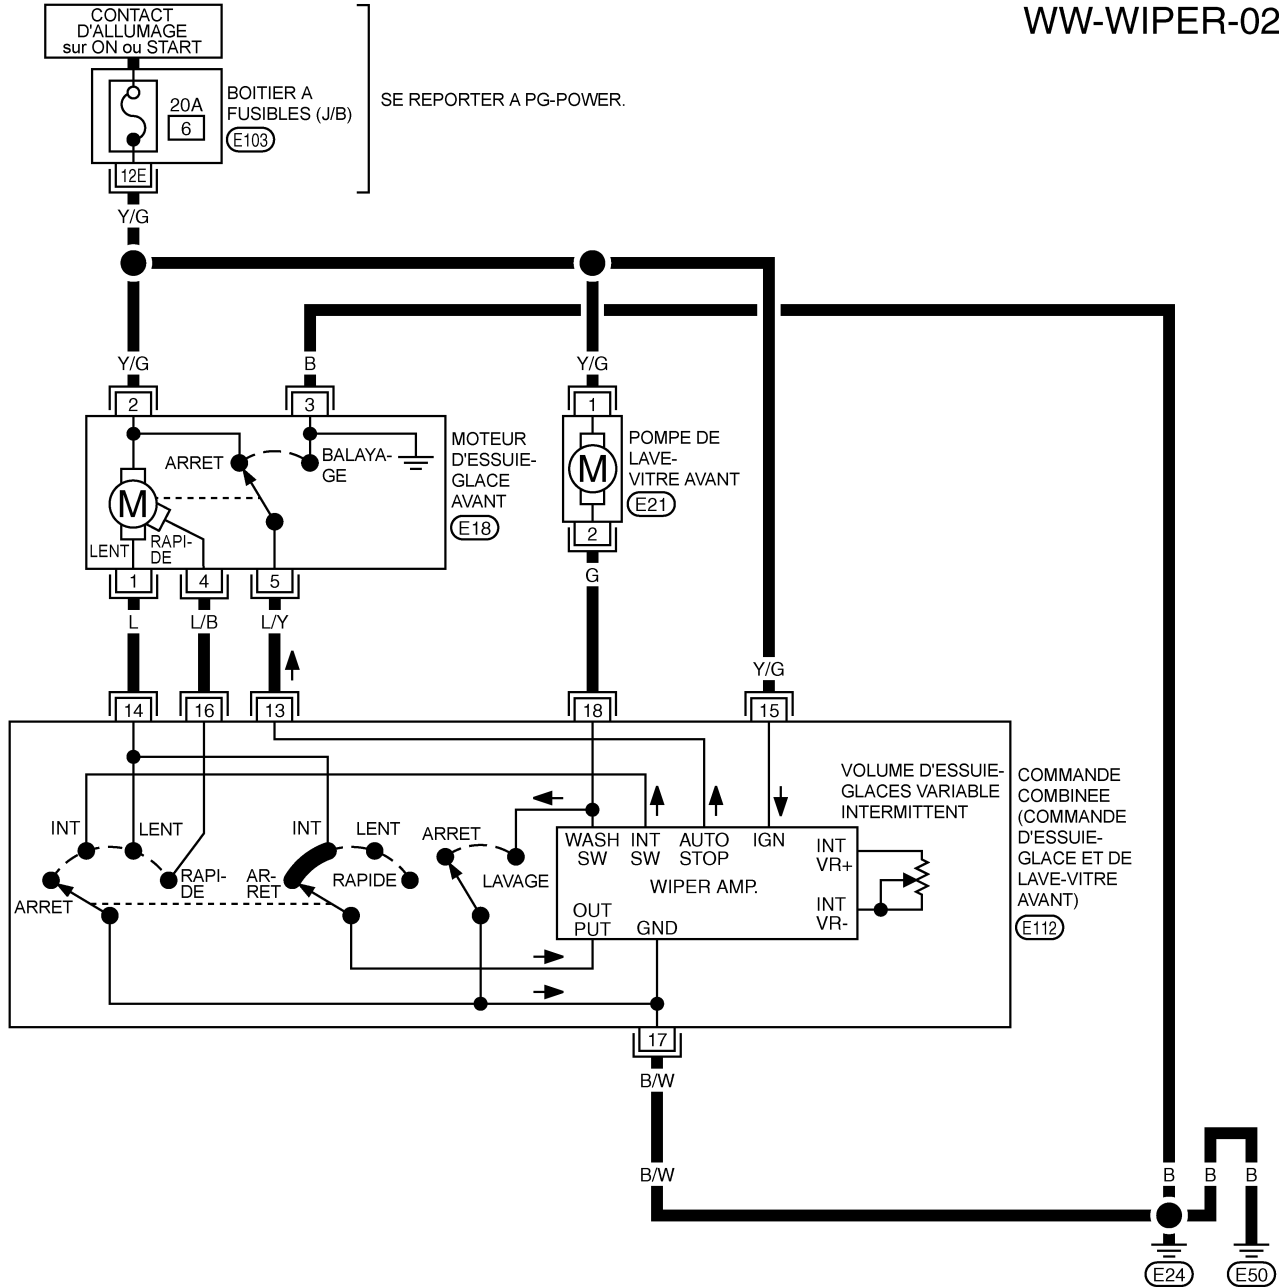 WW-WIPER-02
CONTACT
D'ALLUMAGE
sur ON ou START
20A
6
BOITIER A
FUSIBLES (J/B)
E103
SE REPORTER A PG-POWER.
12E
Y/G
Y/G
B
Y/G
2
3
1
ARRET
BALAYA-
GE
M
LENT
RAPI-
DE
MOTEUR
D'ESSUIE-
GLACE
AVANT
E18
M
POMPE DE
LAVE-
VITRE AVANT
E21
2
1
4
5
G
L
L/B
L/Y
Y/G
14
16
13
18
15
VOLUME D'ESSUIE-
GLACES VARIABLE
INTERMITTENT
COMMANDE
COMBINEE
(COMMANDE
D'ESSUIE-
GLACE ET DE
LAVE-VITRE
AVANT)
E112
INT
LENT
RAPI-
DE
ARRET
INT
LENT
AR-
RET
RAPIDE
ARRET
LAVAGE
WASH
SW
INT
SW
AUTO
STOP
IGN
INT
VR+
WIPER AMP.
OUT
PUT
GND
INT
VR-
17
B/W
B/W
B
B
B
E24
E50